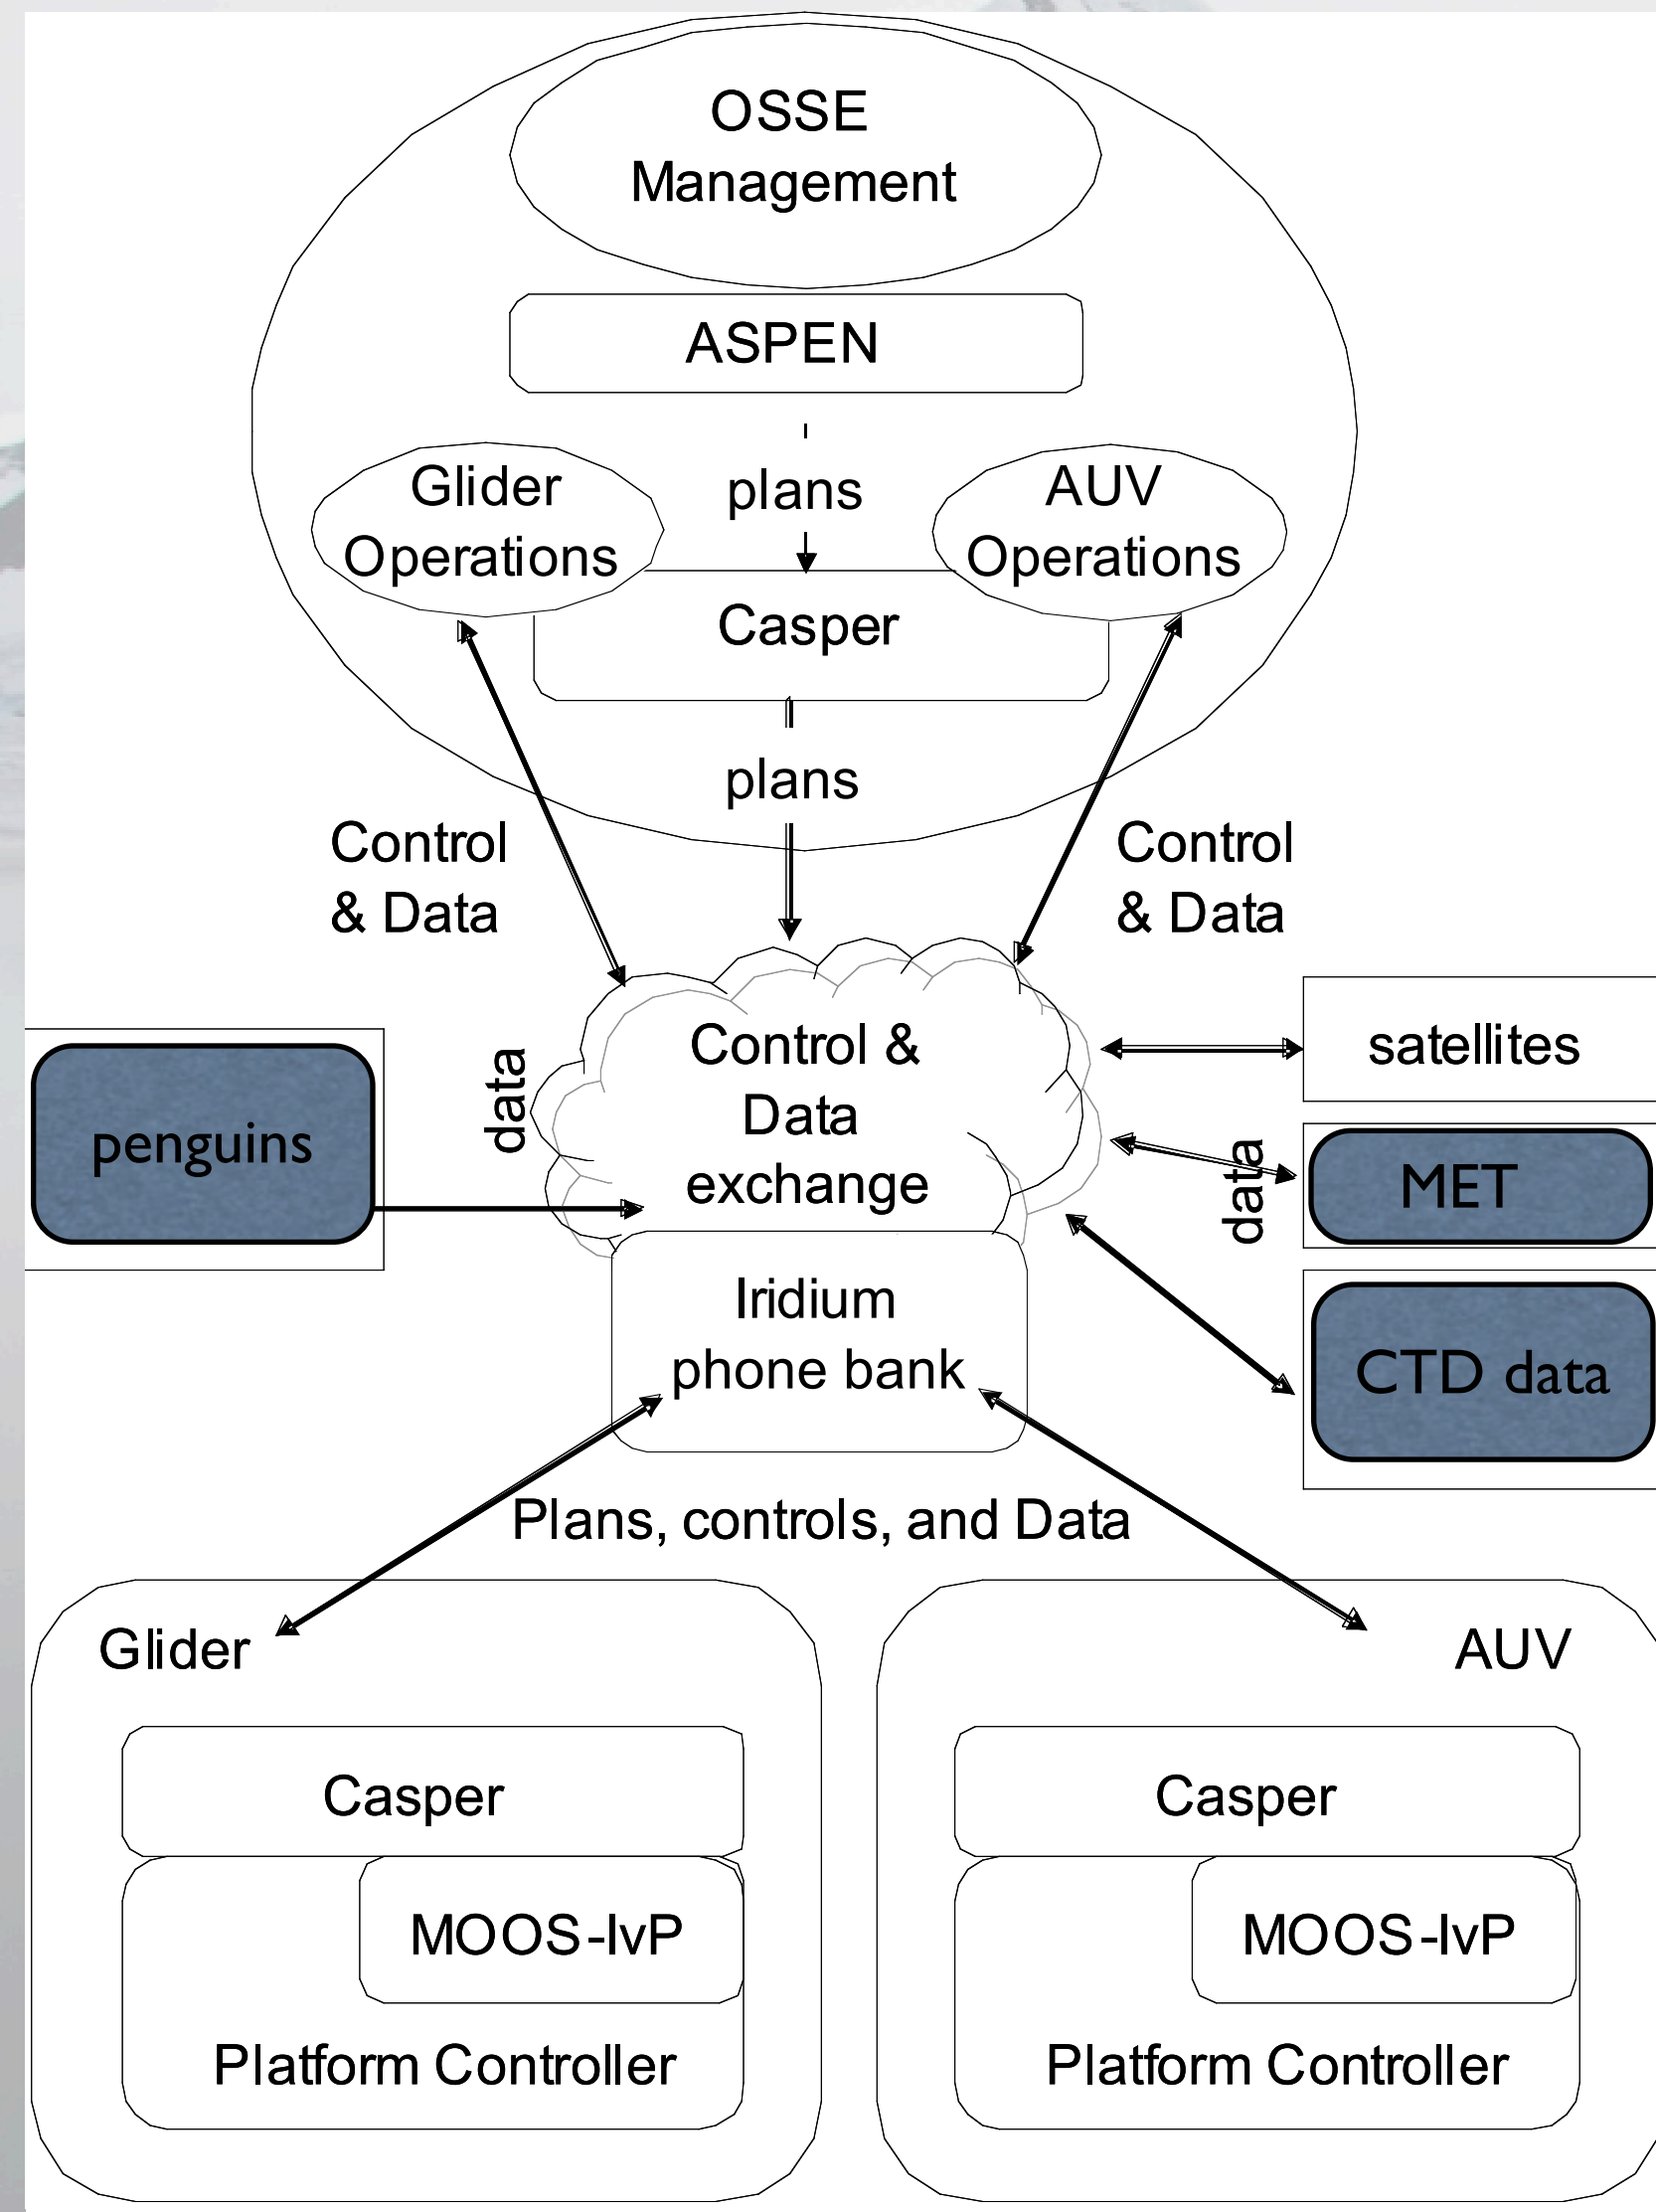 OSSE
Management
ASPEN
plans
Glider
Operations
AUV
Operations
Casper
plans
Control
& Data
Control
& Data
penguins
data
Control &
Data
exchange
satellites
data
MET
CTD data
Iridium
phone bank
Plans, controls, and Data
Glider
Casper
MOOS-IvP
Platform Controller
AUV
Casper
MOOS-IvP
Platform Controller